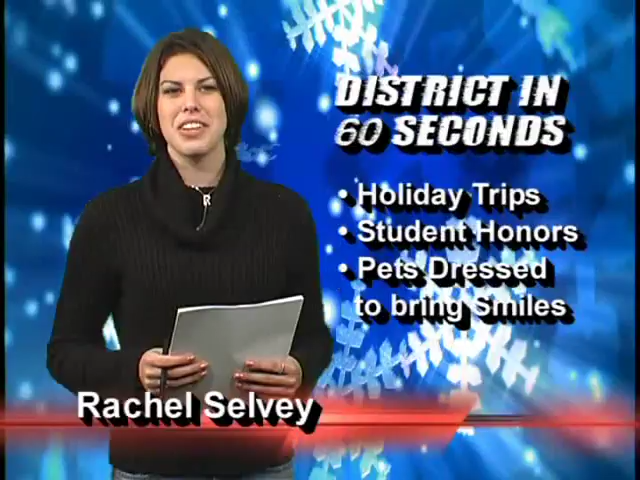 DISTRICT IN
60 SECONDS
• Holiday Trips
• Student Honors
• Pets Dressed
to bring Smiles
R
Rachel Selvey